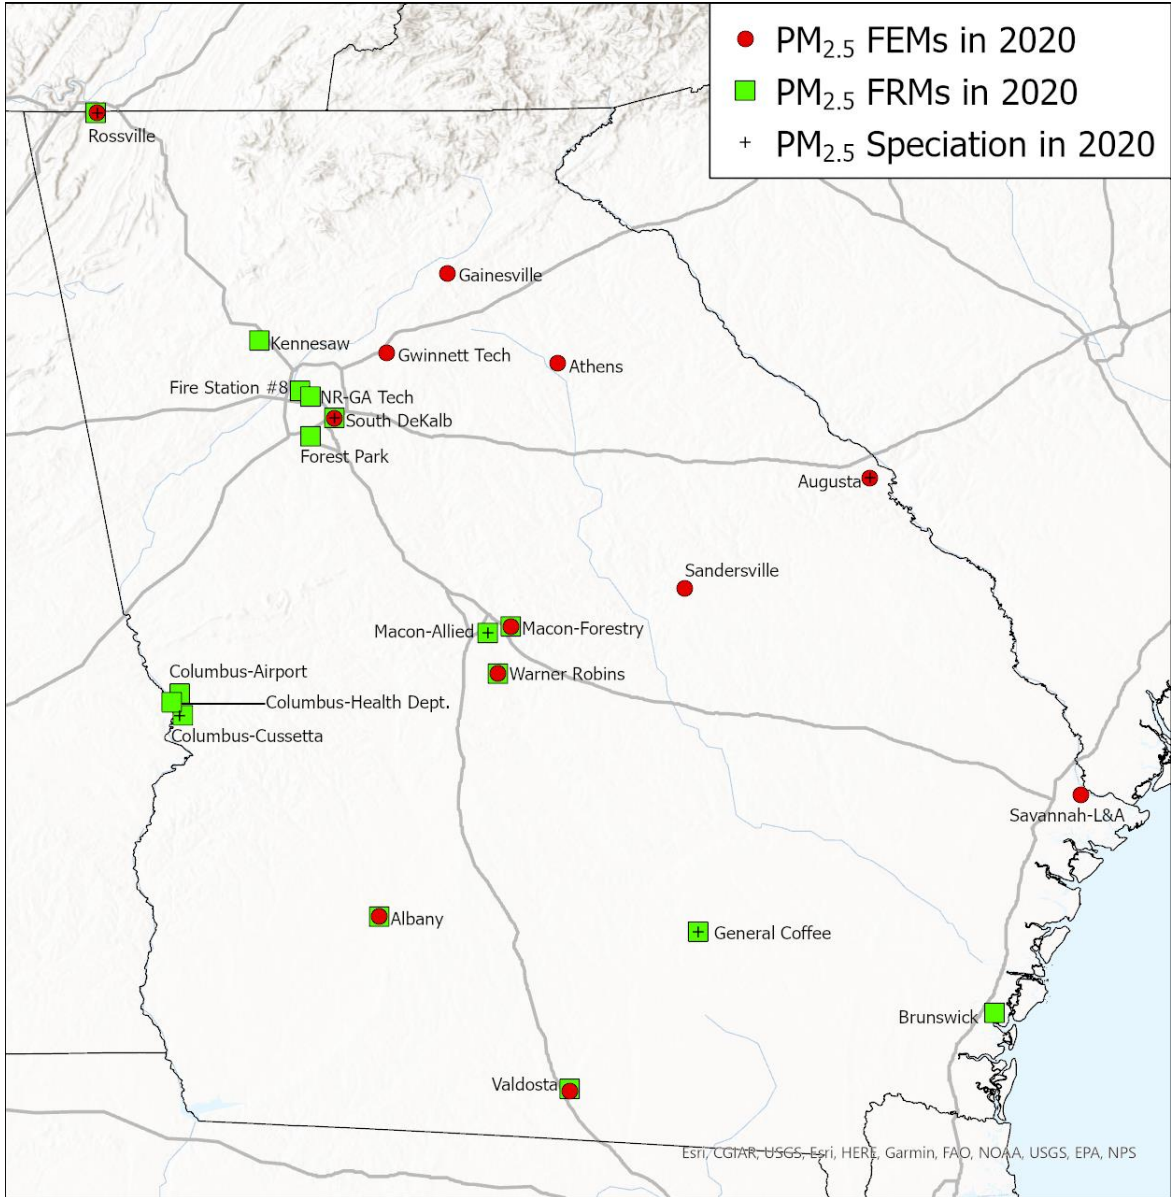 PM2.5 FEMs in 2020
PM2.5 FRMs in 2020
+ PM2.5 Speciation in 2020
Rossville
Gainesville
Kennesaw
Gwinnett Tech
Athens
Fire Station #8
NR-GA Tech
South DeKalb
Forest Park
Augusta
Sandersville
Macon-Allied
Macon-Forestry
Warner Robins
Columbus-Airport
Columbus-Health Dept.
Columbus-Cussetta
Savannah-L&A
Albany
General Coffee
Brunswick
Valdosta
Esri, CGIAR, USGS, Esri, HERE, Garmin, FAO, NOAA, USGS, EPA, NPS